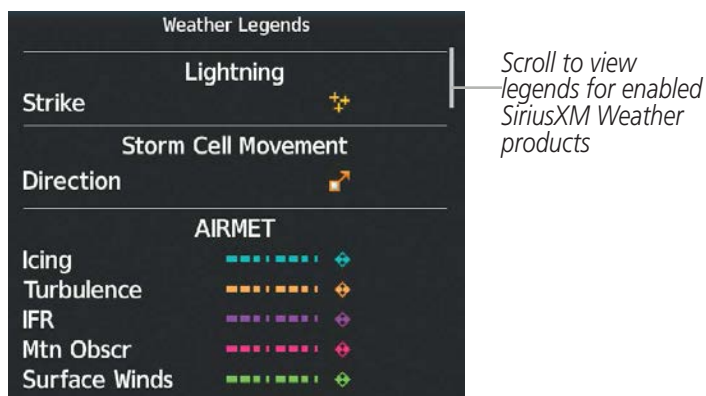 Weather Legends
Lightning
Strike
Storm Cell Movement
Direction
AIRMET
Icing
Turbulence
IFR
Mtn Obscr
Surface Winds
Scroll to view
legends for enabled
SiriusXM Weather
products